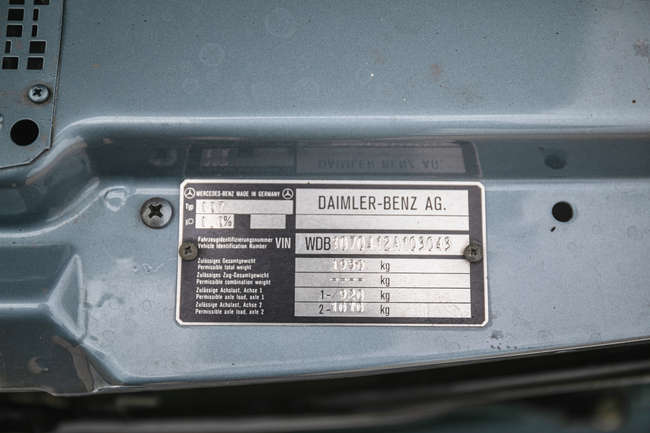 MERCEDES-BENZ MADE IN GERMANY
DAIMLER-BENZ AG.
Typ
Fahrzeugidentifizierungsnummer
Vehicle Identification Number
VIN
WDB1070412A103043
Zulässiges Gesamtgewicht
Permissible total weight
kg
Zulässiges Zug-Gesamtgewicht
Permissible combination weight
---- kg
Zulässige Achslast, Achse 1
Permissible axle load, axle 1
1- 920 kg
Zulässige Achslast, Achse 2
Permissible axle load, axle 2
2- kg